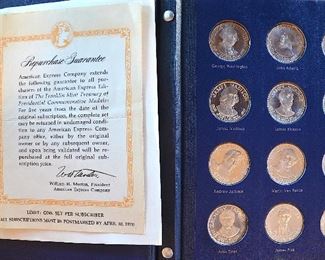 Repurchase Guarantee
American Express Company extends
the following guarantee to all pur-
chasers of the American Express Edi-
tion of The Franklin Mint Treasury of
Presidential Commemorative Medals:
For five years from the date of
original subscription, the complete set
may be returned in undamaged condi-
tion to any American Express Com-
pany office, either by the original
owner or by any subsequent owner,
and upon being validated will be re-
purchased at the full original sub-
scription price.
President
American Express Company
LIMIT: ONE SET PER SUBSCRIBER
ALL SUBSCRIPTIONS MUST BE POSTMARKED BY APRIL 30, 1970
George Washington
John Adams
James Madison
James Monroe
Andrew Jackson
Martin Van Buren
John Tyler
James Polk